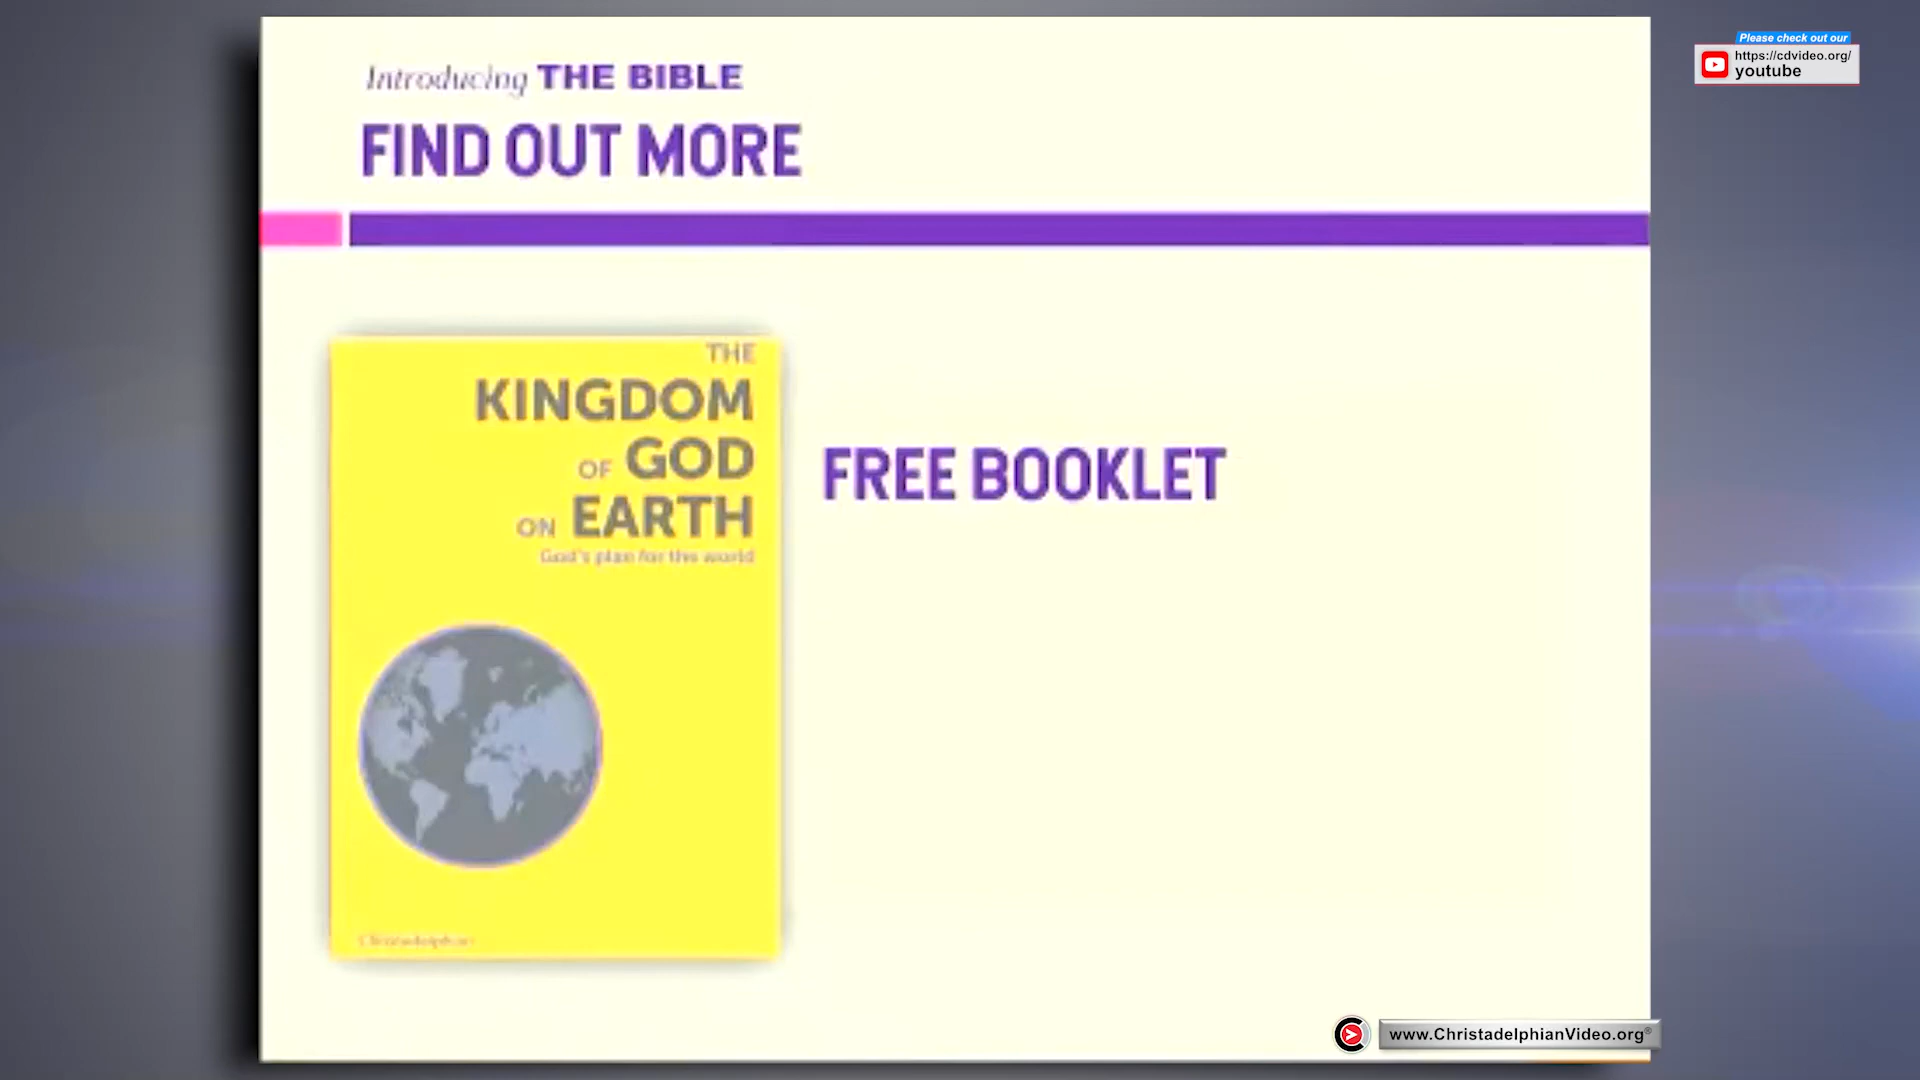 Introducing THE BIBLE
FIND OUT MORE
THE
KINGDOM
OF GOD
ON EARTH
God's plan for the world
Christadelphian
FREE BOOKLET
Please check out our
https://cdvideo.org/
youtube
www.ChristadelphianVideo.org®